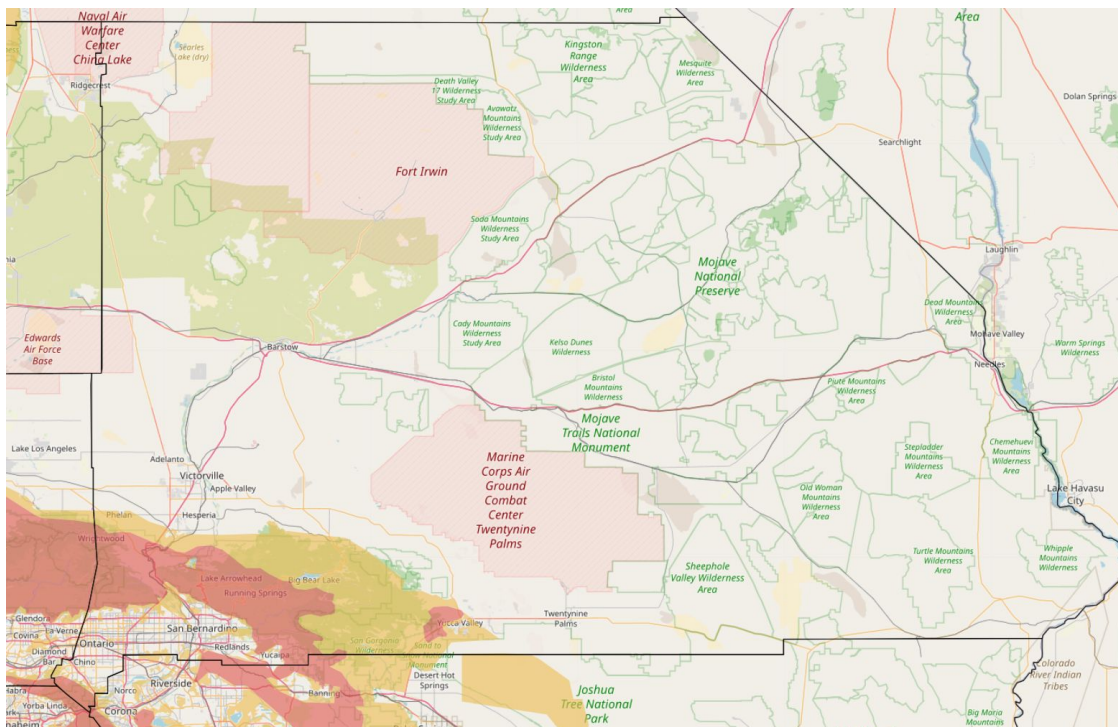 Naval Air
Warfare
Center
China Lake
Searles
Lake (dry)
Ridgecrest
Area
Kingston
Range
Wilderness
Area
Mesquite
Wilderness
Area
Death Valley
17 Wilderness
Study Area
Avawatz
Mountains
Wilderness
Study Area
Dolan Springs
Searchlight
Fort Irwin
Soda Mountains
Wilderness
Study Area
Mojave
National
Preserve
Laughlin
Dead Mountains
Wilderness
Area
Mohave Valley
Warm Springs
Wilderness
Edwards
Air Force
Base
Barstow
Cady Mountains
Wilderness
Study Area
Kelso Dunes
Wilderness
Needles
Bristol
Mountains
Wilderness
Piute Mountains
Wilderness
Area
Mojave
Trails National
Monument
Lake Los Angeles
Adelanto
Victorville
Apple Valley
Marine
Corps Air
Ground
Combat
Center
Twentynine
Palms
Stepladder
Mountains
Wilderness
Area
Chemehuevi
Mountains
Wilderness
Area
Old Woman
Mountains
Wilderness
Area
Lake Havasu
City
Phelan
Hesperia
Wrightwood
Lake Arrowhead
Running Springs
Big Bear Lake
Sheephole
Valley Wilderness
Area
Turtle Mountains
Wilderness
Area
Whipple
Mountains
Wilderness
Glendora
Covina
La Verne
Ontario
San Bernardino
Redlands
Yucca Valley
Twentynine
Palms
Diamond
Bar
Chino
Yucaipa
San Gorgonio
Wilderness
Sand to
Monument
Desert Hot
Springs
Riverside
Norco
Banning
Habra
Yorba Linda
Corona
Anaheim
Joshua
Tree National
Park
Colorado
River Indian
Tribes
Big Maria
Mountains